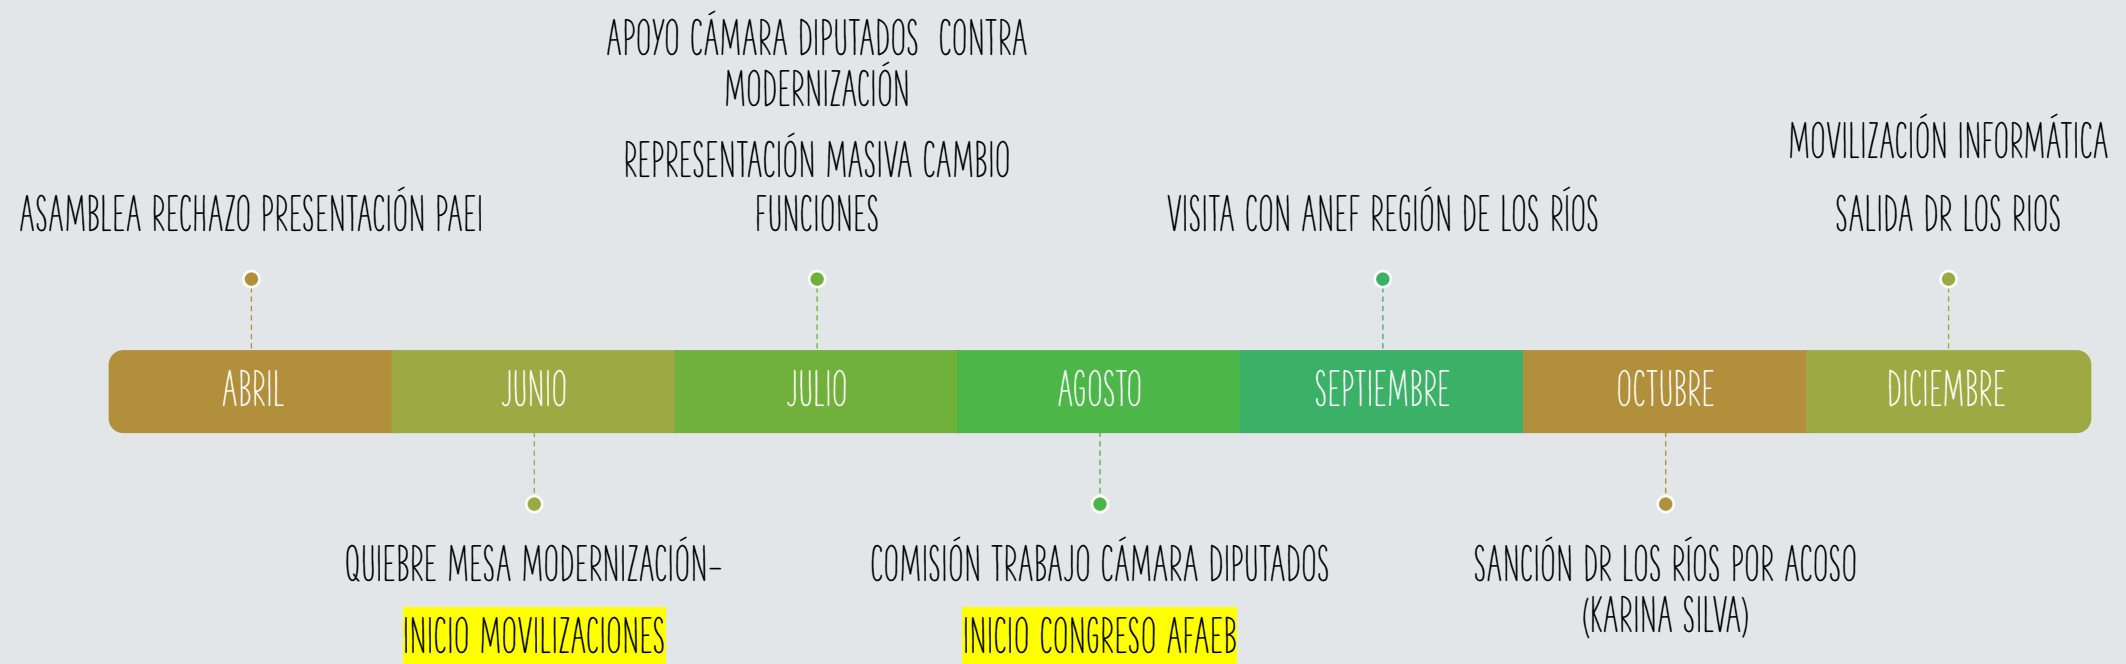 APOYO CÁMARA DIPUTADOS CONTRA
MODERNIZACIÓN
REPRESENTACIÓN MASIVA CAMBIO
FUNCIONES
MOVILIZACIÓN INFORMÁTICA
SALIDA DR LOS RIOS
ASAMBLEA RECHAZO PRESENTACIÓN PAEI
VISITA CON ANEF REGIÓN DE LOS RÍOS
ABRIL
JUNIO
JULIO
AGOSTO
SEPTIEMBRE
OCTUBRE
DICIEMBRE
QUIEBRE MESA MODERNIZACIÓN-
INICIO MOVILIZACIONES
COMISIÓN TRABAJO CÁMARA DIPUTADOS
INICIO CONGRESO AFAEB
SANCIÓN DR LOS RÍOS POR ACOSO
(KARINA SILVA)